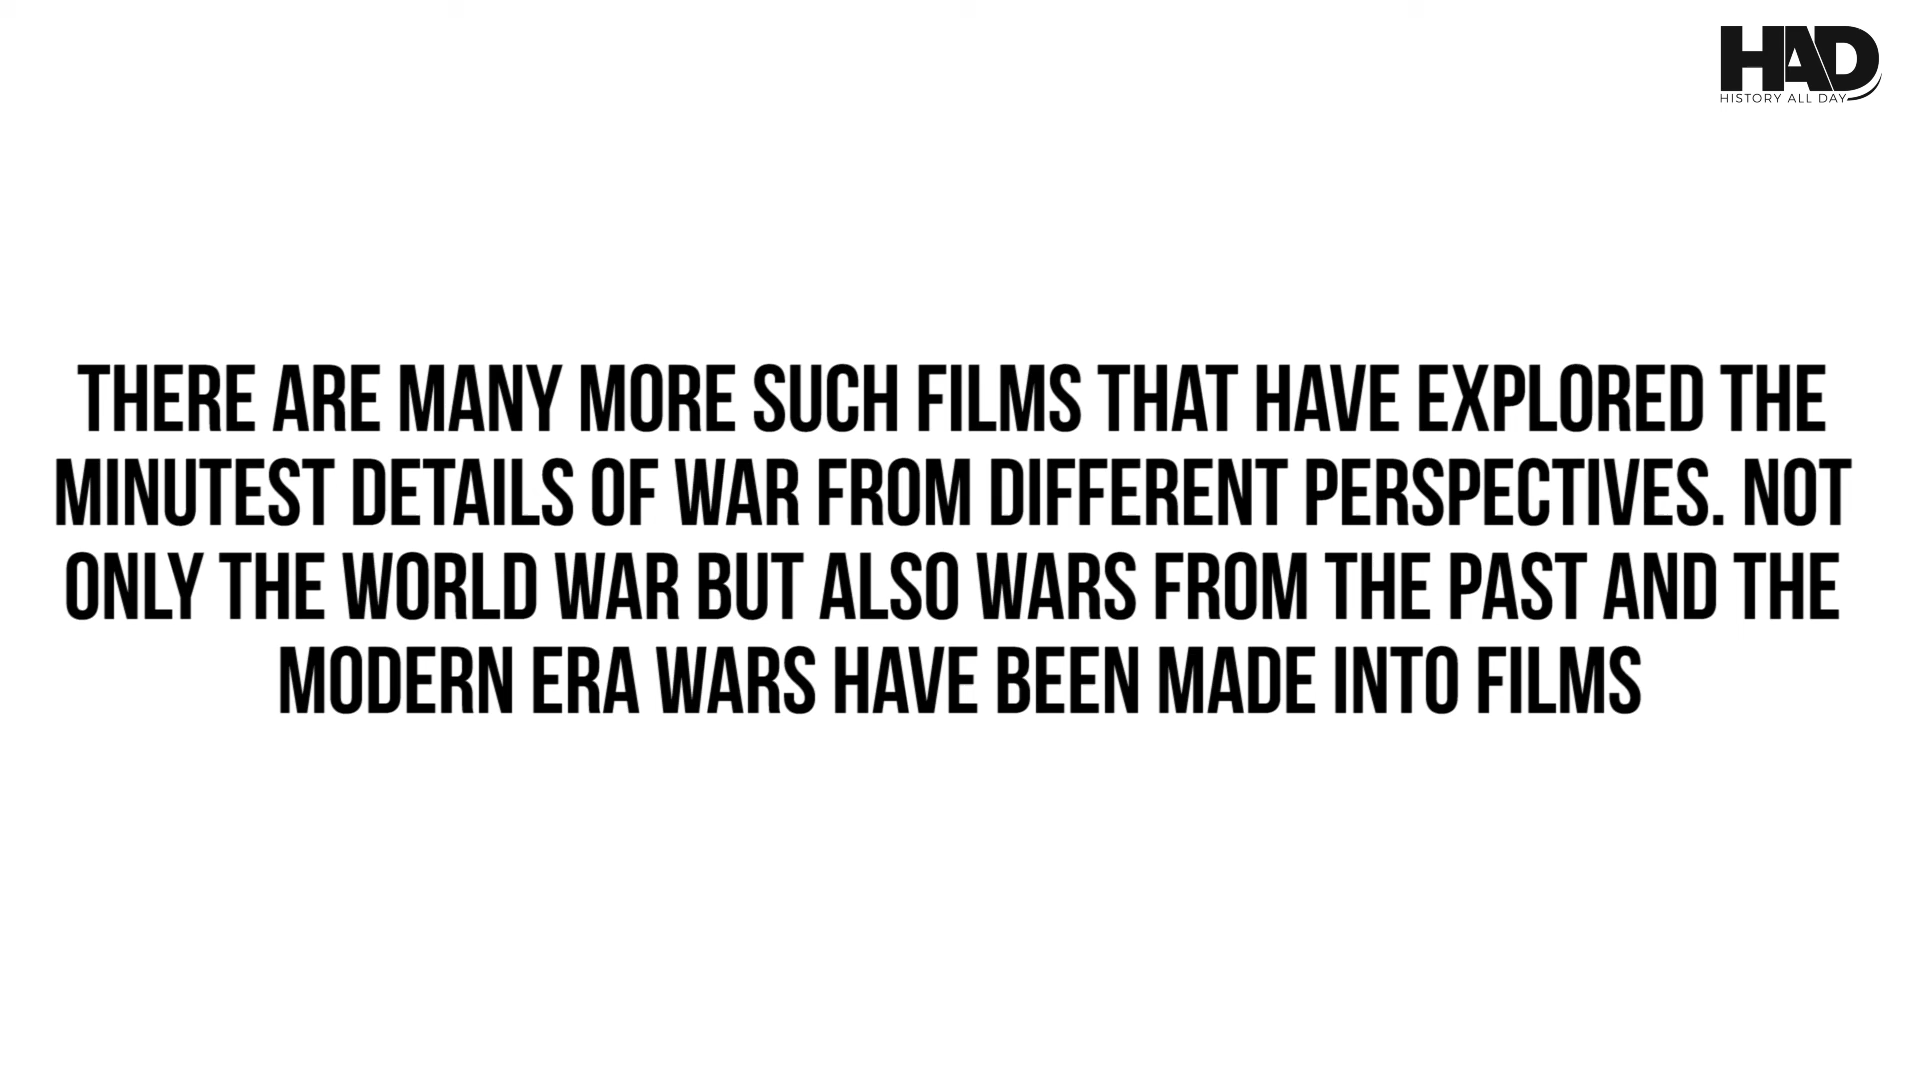 HAD
HISTORY ALL DAY
THERE ARE MANY MORE SUCH FILMS THAT HAVE EXPLORED THE
MINUTEST DETAILS OF WAR FROM DIFFERENT PERSPECTIVES. NOT
ONLY THE WORLD WAR BUT ALSO WARS FROM THE PAST AND THE
MODERN ERA WARS HAVE BEEN MADE INTO FILMS